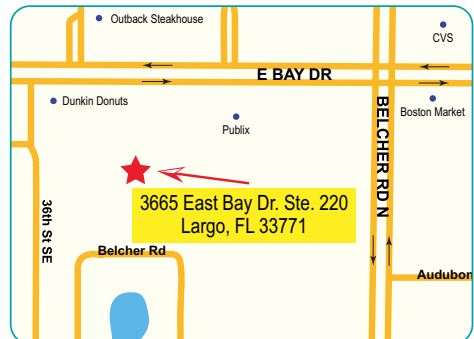 Outback Steakhouse
CVS
E BAY DR
Dunkin Donuts
Boston Market
Publix
BELCHER RD N
3665 East Bay Dr. Ste. 220
Largo, FL 33771
36th St SE
Belcher Rd
Audubon